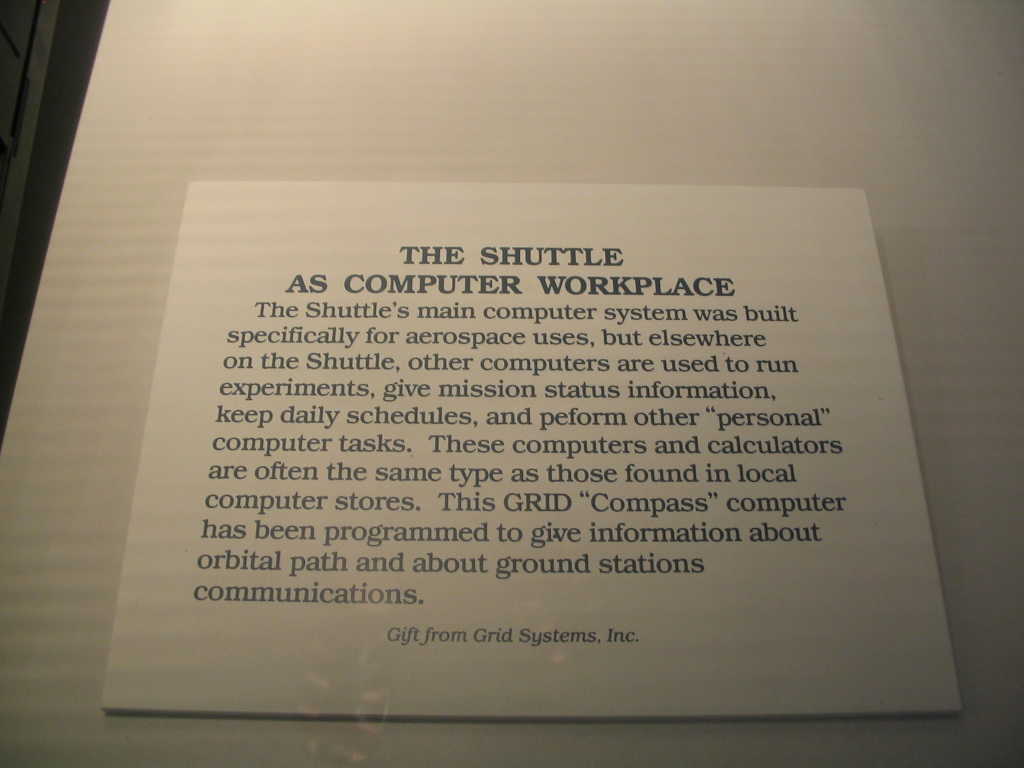 THE SHUTTLE
AS COMPUTER WORKPLACE
The Shuttle's main computer system was built
specifically for aerospace uses, but elsewhere
on the Shuttle, other computers are used to run
experiments, give mission status information,
keep daily schedules, and peform other “personal”
computer tasks. These computers and calculators
are often the same type as those found in local
computer stores. This GRID “Compass” computer
has been programmed to give information about
orbital path and about ground stations
communications.
Gift from Grid Systems, Inc.